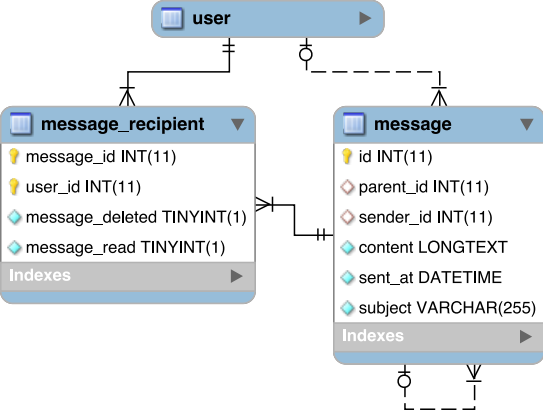 user
message_recipient
message_id INT(11)
user_id INT(11)
message_deleted TINYINT(1)
message_read TINYINT(1)
Indexes
message
id INT(11)
parent_id INT(11)
sender_id INT(11)
content LONGTEXT
sent_at DATETIME
subject VARCHAR(255)
Indexes